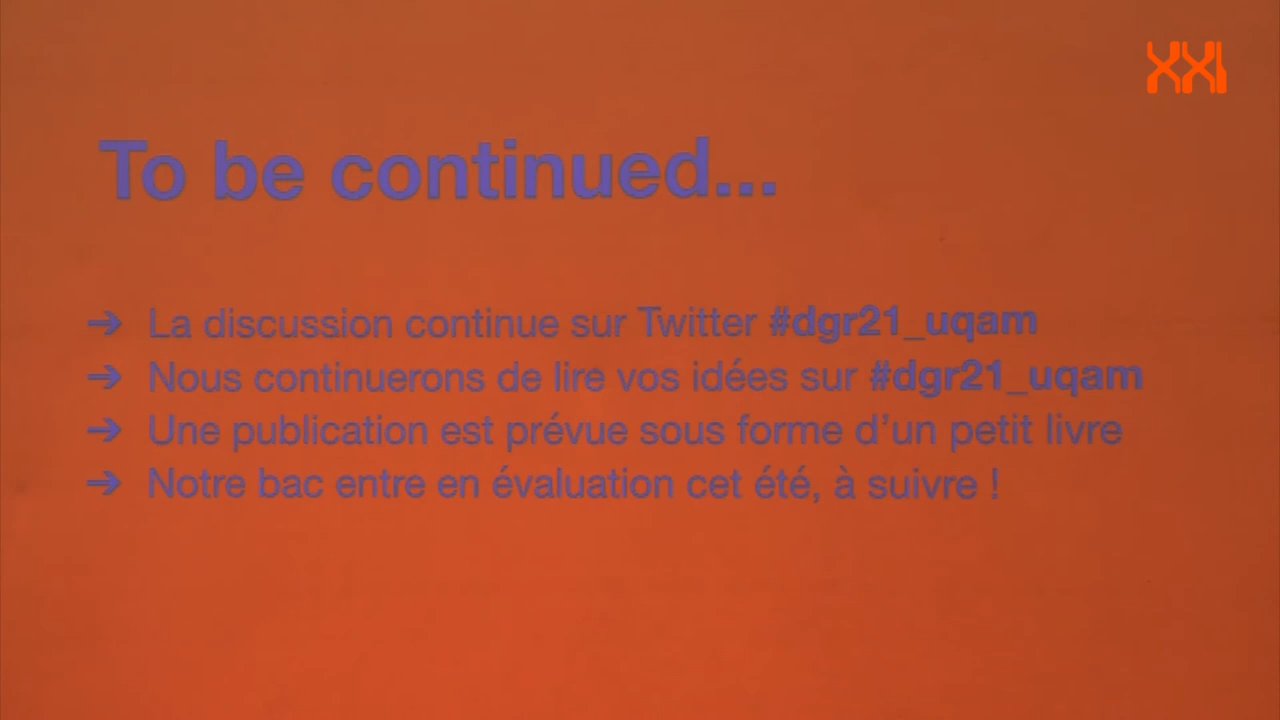 XXI
To be continued...
➔ La discussion continue sur Twitter #dgr21_uqam
➔ Nous continuerons de lire vos idées sur #dgr21_uqam
➔ Une publication est prévue sous forme d’un petit livre
➔ Notre bac entre en évaluation cet été, à suivre !